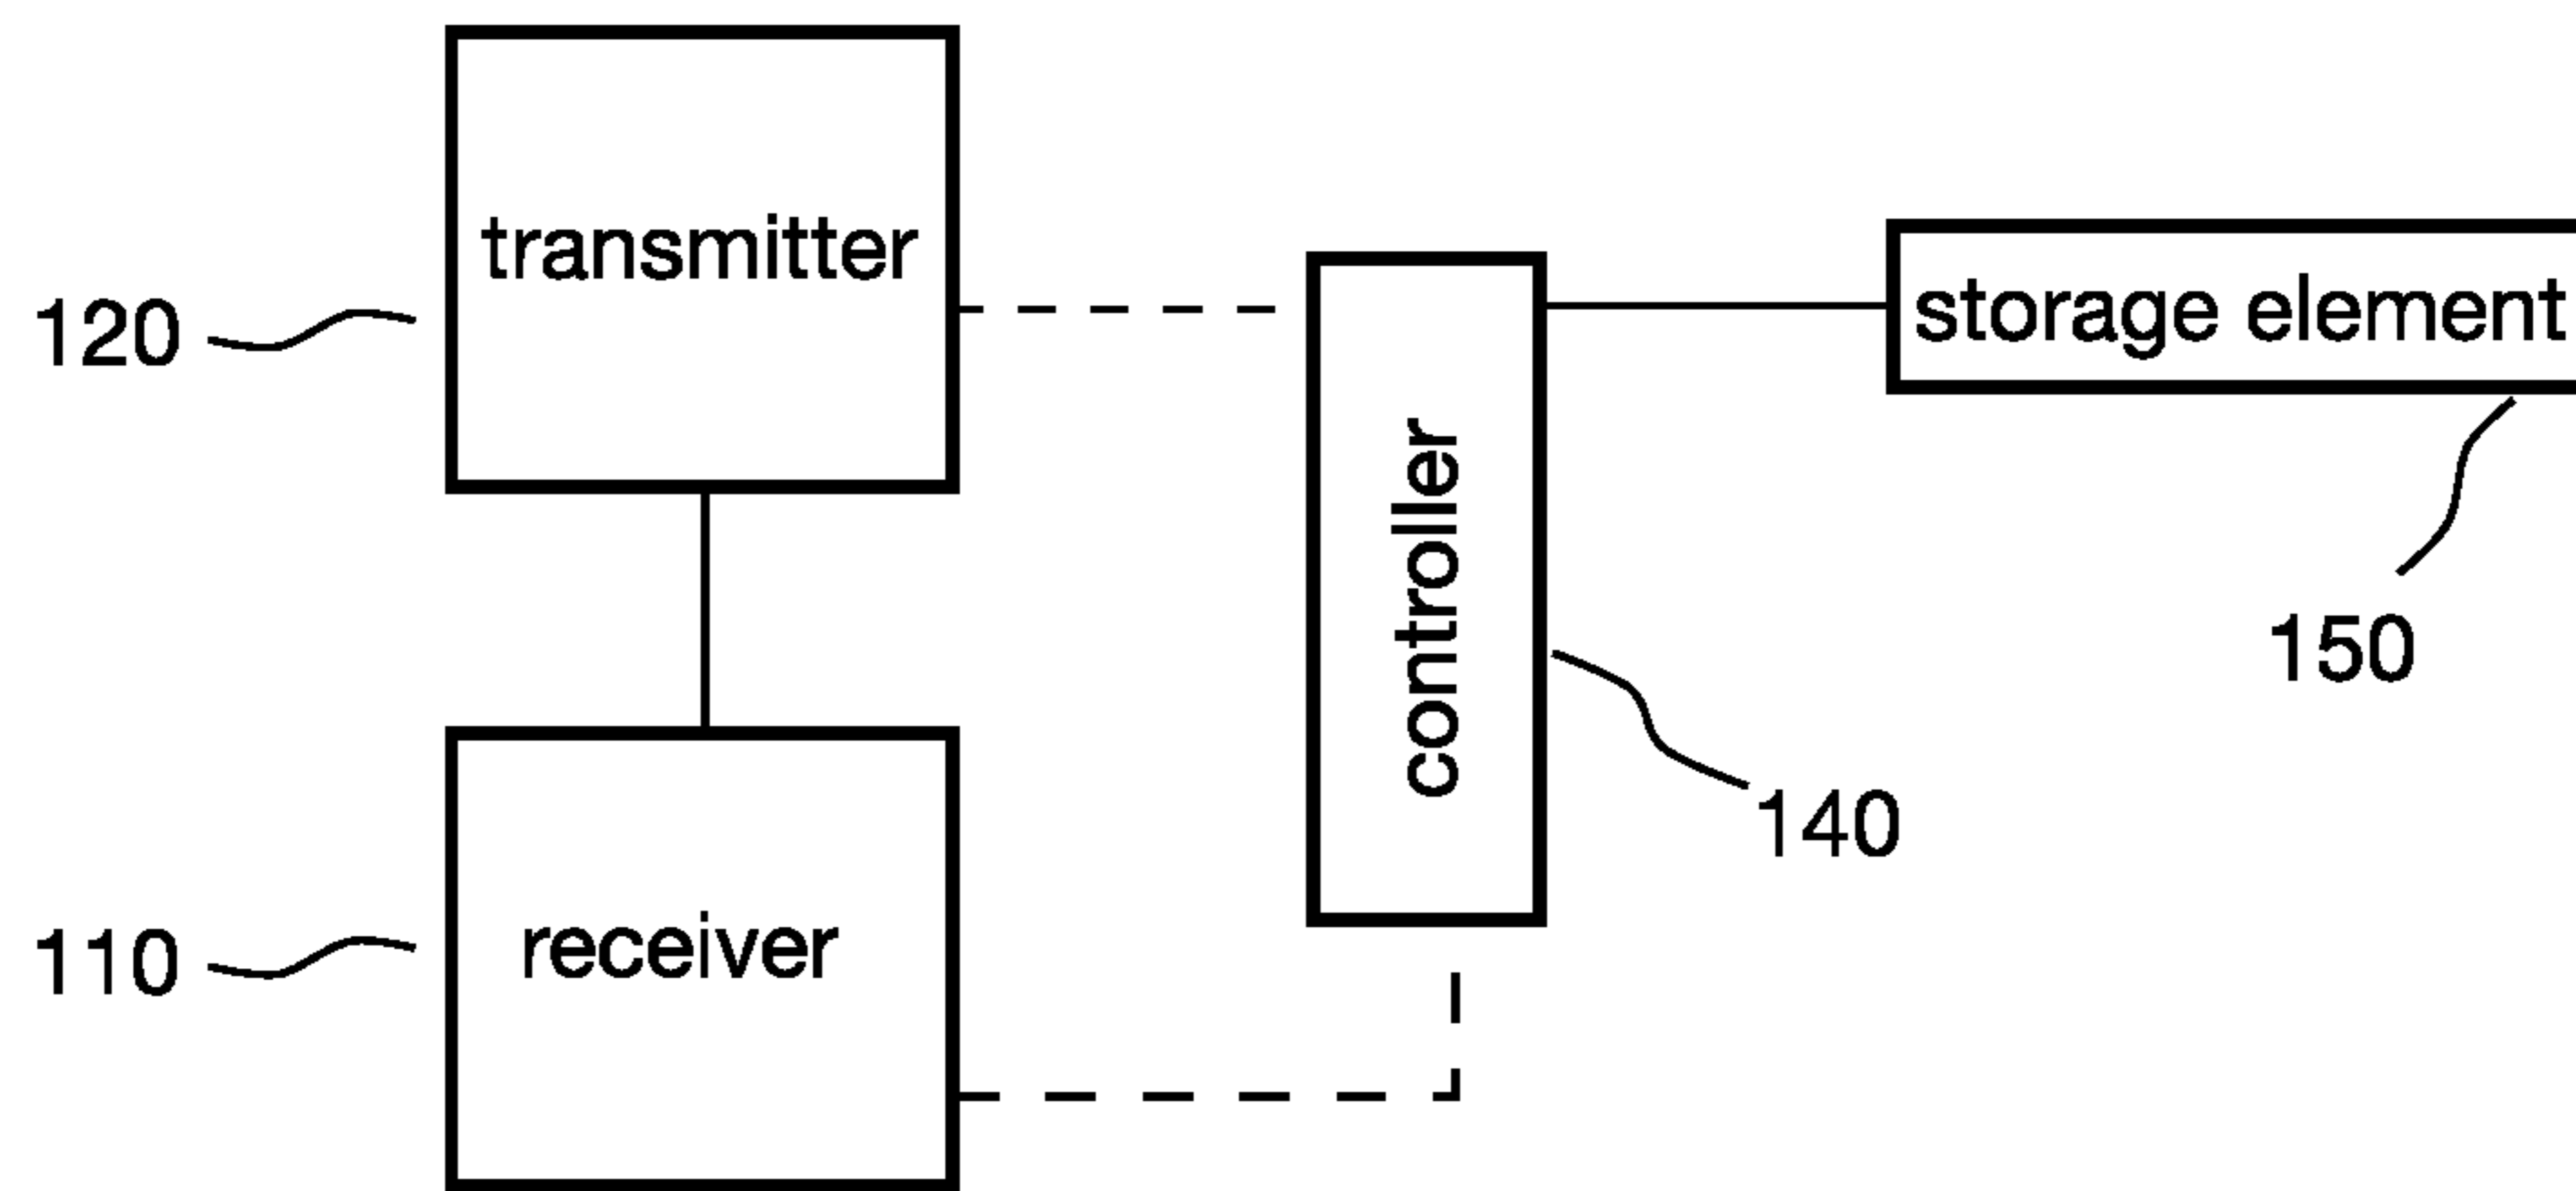 transmitter
120
storage element
controller
150
140
receiver
110